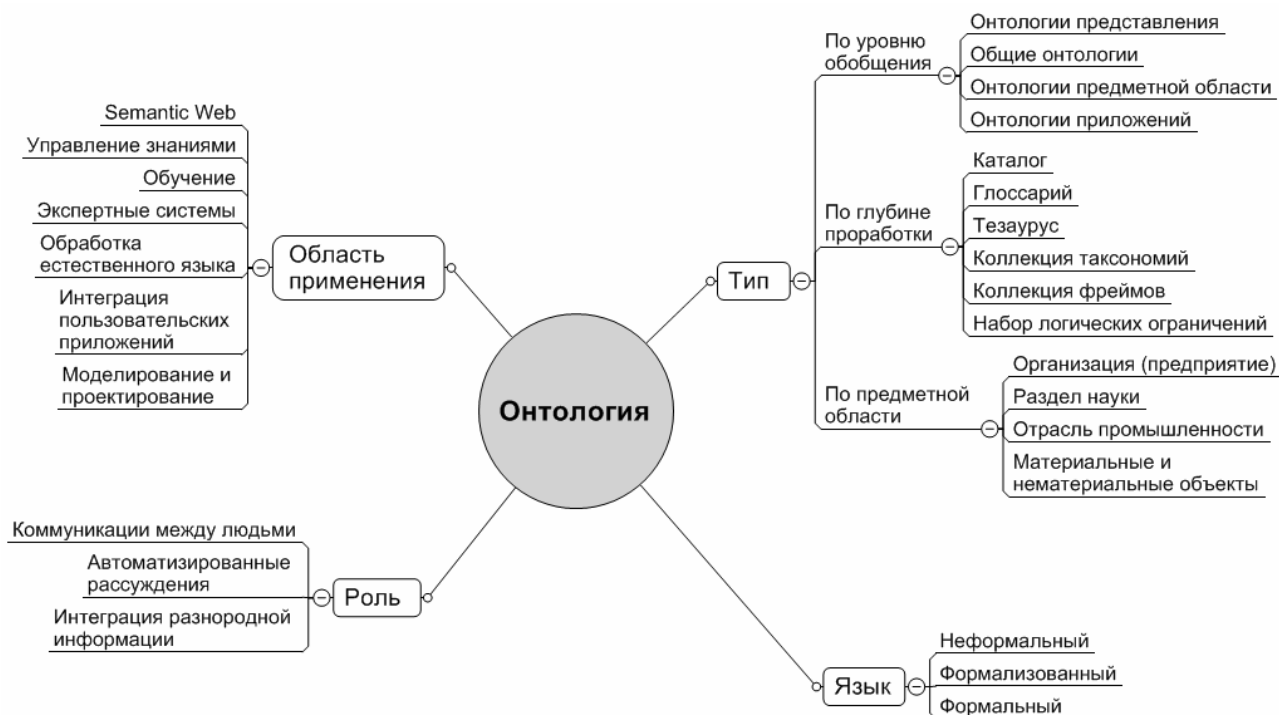 Онтология
Область
применения
Semantic Web
Управление знаниями
Обучение
Экспертные системы
Обработка
естественного языка
Интеграция
пользовательских
приложений
Моделирование и
проектирование
Тип
По уровню
обобщения
Онтологии представления
Общие онтологии
Онтологии предметной области
Онтологии приложений
По глубине
проработки
Каталог
Глоссарий
Тезаурус
Коллекция таксономий
Коллекция фреймов
Набор логических ограничений
По предметной
области
Организация (предприятие)
Раздел науки
Отрасль промышленности
Материальные и
нематериальные объекты
Роль
Коммуникации между людьми
Автоматизированные
рассуждения
Интеграция разнородной
информации
Язык
Неформальный
Формализованный
Формальный